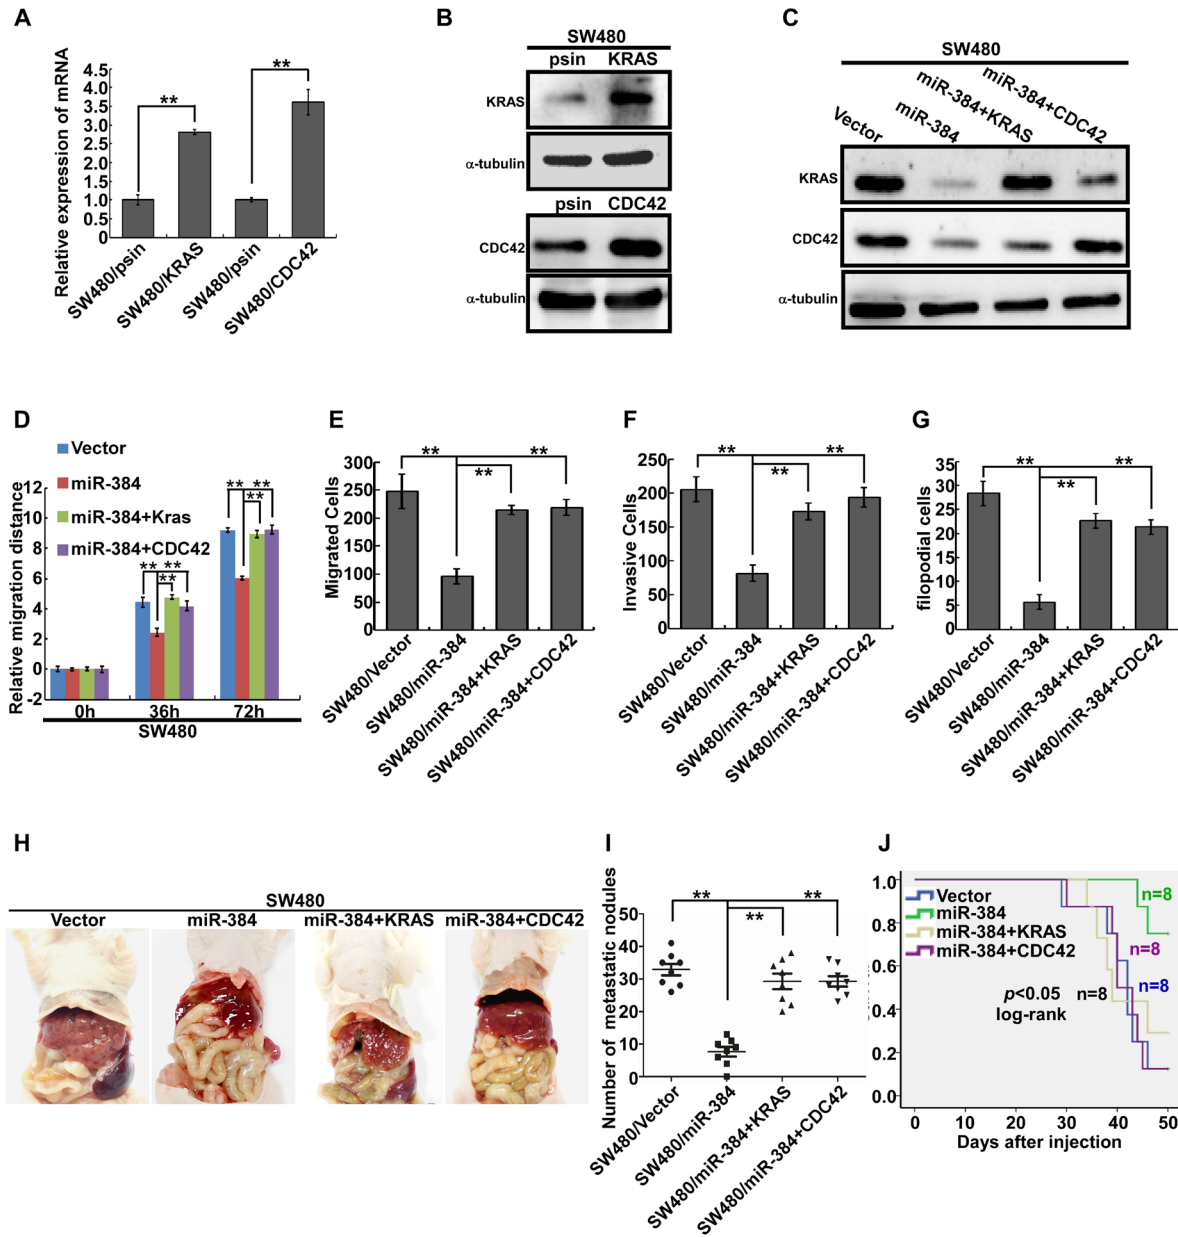 A
Relative expression of mRNA
4.5
4.0
3.5
3.0
2.5
2.0
1.5
1.0
0.5
0
SW480/psin
SW480/KRAS
SW480/psin
SW480/CDC42
**
**
B
SW480
psin KRAS
KRAS
α-tubulin
psin CDC42
CDC42
α-tubulin
C
SW480
Vector
miR-384
miR-384+KRAS
miR-384+CDC42
KRAS
CDC42
α-tubulin
D
Vector
miR-384
miR-384+Kras
miR-384+CDC42
Relative migration distance
12
10
8
6
4
2
0
-2
** **
**
** **
**
0h 36h 72h
SW480
E
Migrated Cells
300
250
200
150
100
50
0
** **
**
SW480/Vector
SW480/miR-384
SW480/miR-384+KRAS
SW480/miR-384+CDC42
F
Invasive Cells
250
200
150
100
50
0
** **
**
SW480/Vector
SW480/miR-384
SW480/miR-384+KRAS
SW480/miR-384+CDC42
G
filopodial cells
35
30
25
20
15
10
5
0
** **
**
SW480/Vector
SW480/miR-384
SW480/miR-384+KRAS
SW480/miR-384+CDC42
H
SW480
Vector miR-384 miR-384+KRAS miR-384+CDC42
I
Number of metastatic nodules
50
40
30
20
10
0
** **
**
SW480/Vector
SW480/miR-384
SW480/miR-384+KRAS
SW480/miR-384+CDC42
J
1.0
0.8
0.6
0.4
0.2
0.0
Vector
miR-384
miR-384+KRAS
miR-384+CDC42
n=8
n=8
n=8
n=8
p<0.05
log-rank
0 10 20 30 40 50
Days after injection